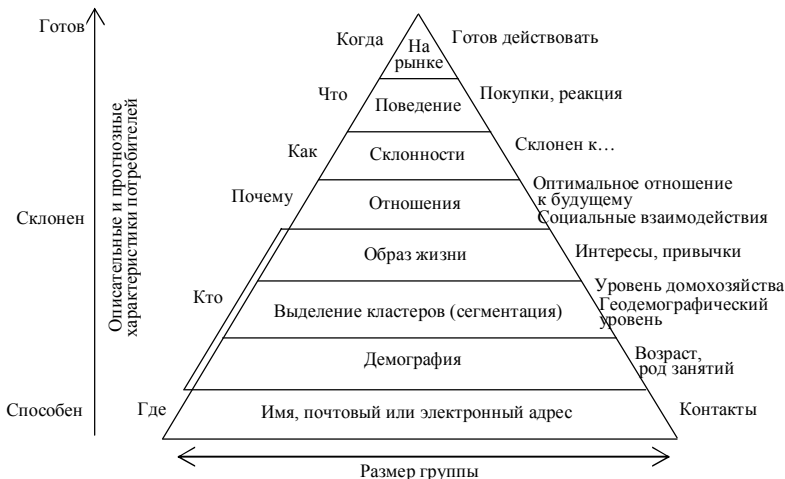 Готов
Когда
На
рынке
Готов действовать
Что
Поведение
Покупки, реакция
Как
Склонности
Склонен к…
Почему
Отношения
Оптимальное отношение
к будущему
Социальные взаимодействия
Склонен
Описательные и прогнозные
характеристики потребителей
Образ жизни
Интересы, привычки
Кто
Выделение кластеров (сегментация)
Уровень домохозяйства
Геодемографический
уровень
Демография
Возраст,
род занятий
Способен
Где
Имя, почтовый или электронный адрес
Контакты
Размер группы